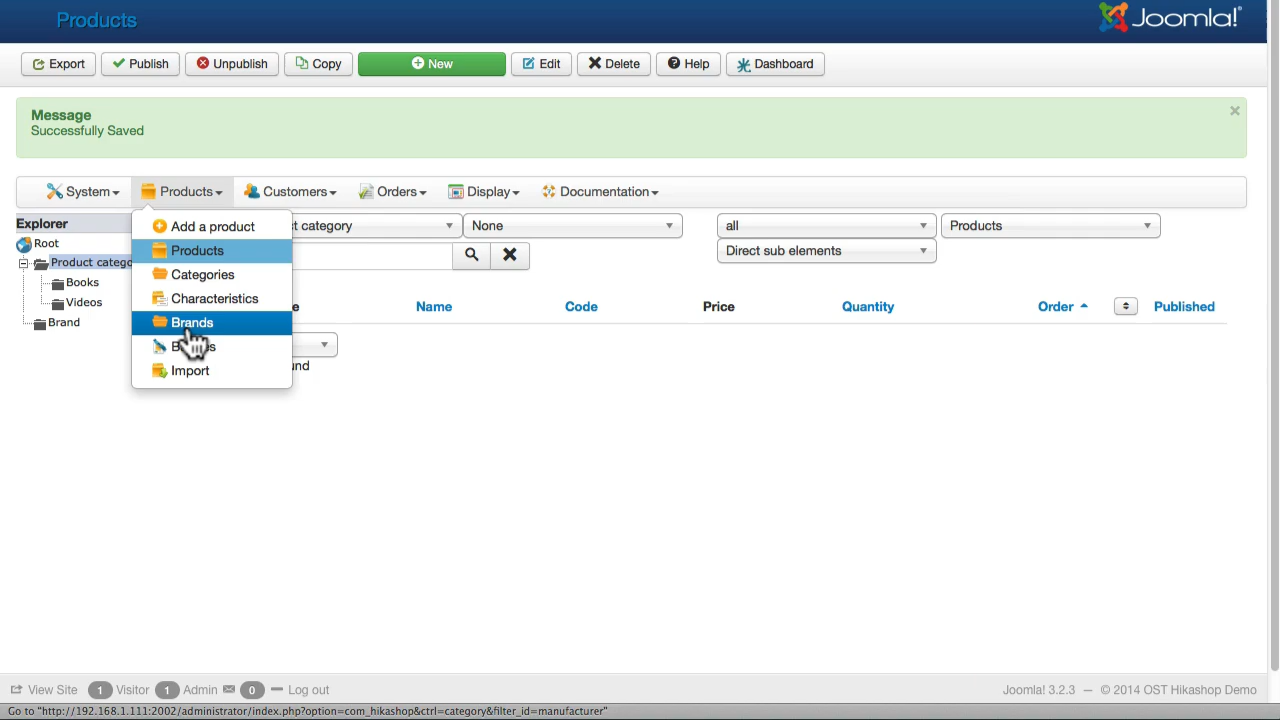 Products
Joomla!®
Export Publish Unpublish Copy New Edit Delete Help Dashboard
Message
Successfully Saved
×
System Products Customers Orders Display Documentation
Explorer
Root
Product catego
Books
Videos
Brand
Add a product
Products
Categories
Characteristics
Brands
Import
t category None all Products
Direct sub elements
e Name Code Price Quantity Order Published
und
View Site 1 Visitor 1 Admin 0 Log out
Joomla! 3.2.3 — © 2014 OST Hikashop Demo
Go to "http://192.168.1.111:2002/administrator/index.php?option=com_hikashop&ctrl=category&filter_id=manufacturer"